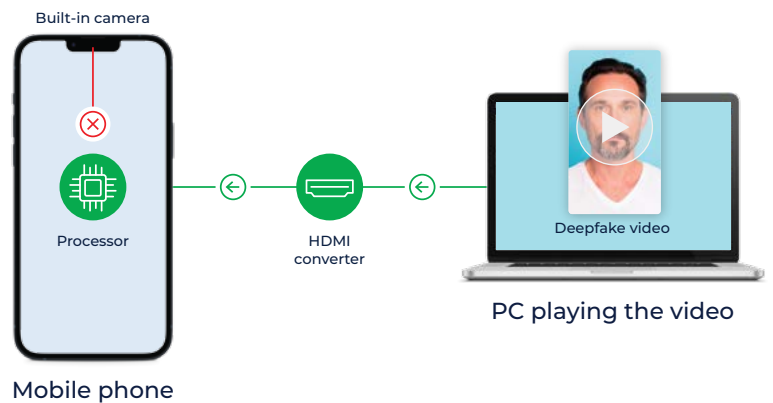 Built-in camera
Processor
HDMI
converter
Deepfake video
PC playing the video
Mobile phone